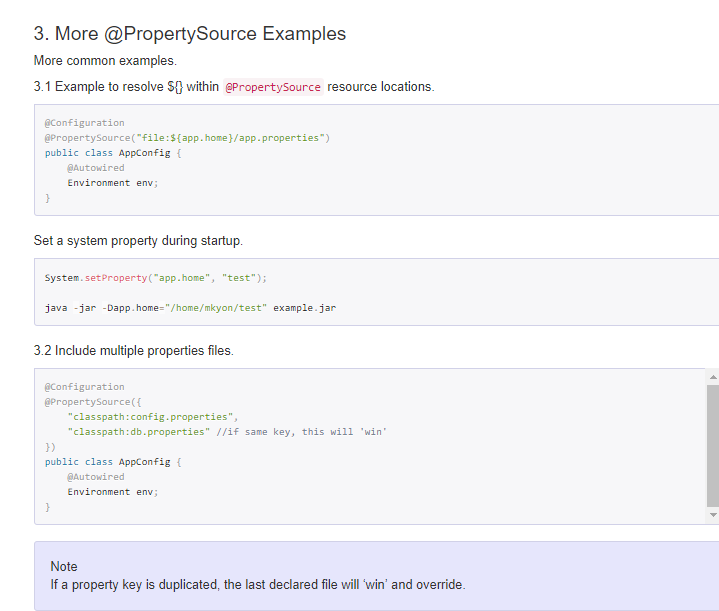 3. More @PropertySource Examples
More common examples.
3.1 Example to resolve ${} within @PropertySource resource locations.
@Configuration
@PropertySource("file:${app.home}/app.properties")
public class AppConfig {
    @Autowired
    Environment env;
}
Set a system property during startup.
System.setProperty("app.home", "test");
java -jar -Dapp.home="/home/mkyon/test" example.jar
3.2 Include multiple properties files.
@Configuration
@PropertySource({
    "classpath:config.properties",
    "classpath:db.properties" //if same key, this will 'win'
})
public class AppConfig {
    @Autowired
    Environment env;
}
Note
If a property key is duplicated, the last declared file will ‘win’ and override.